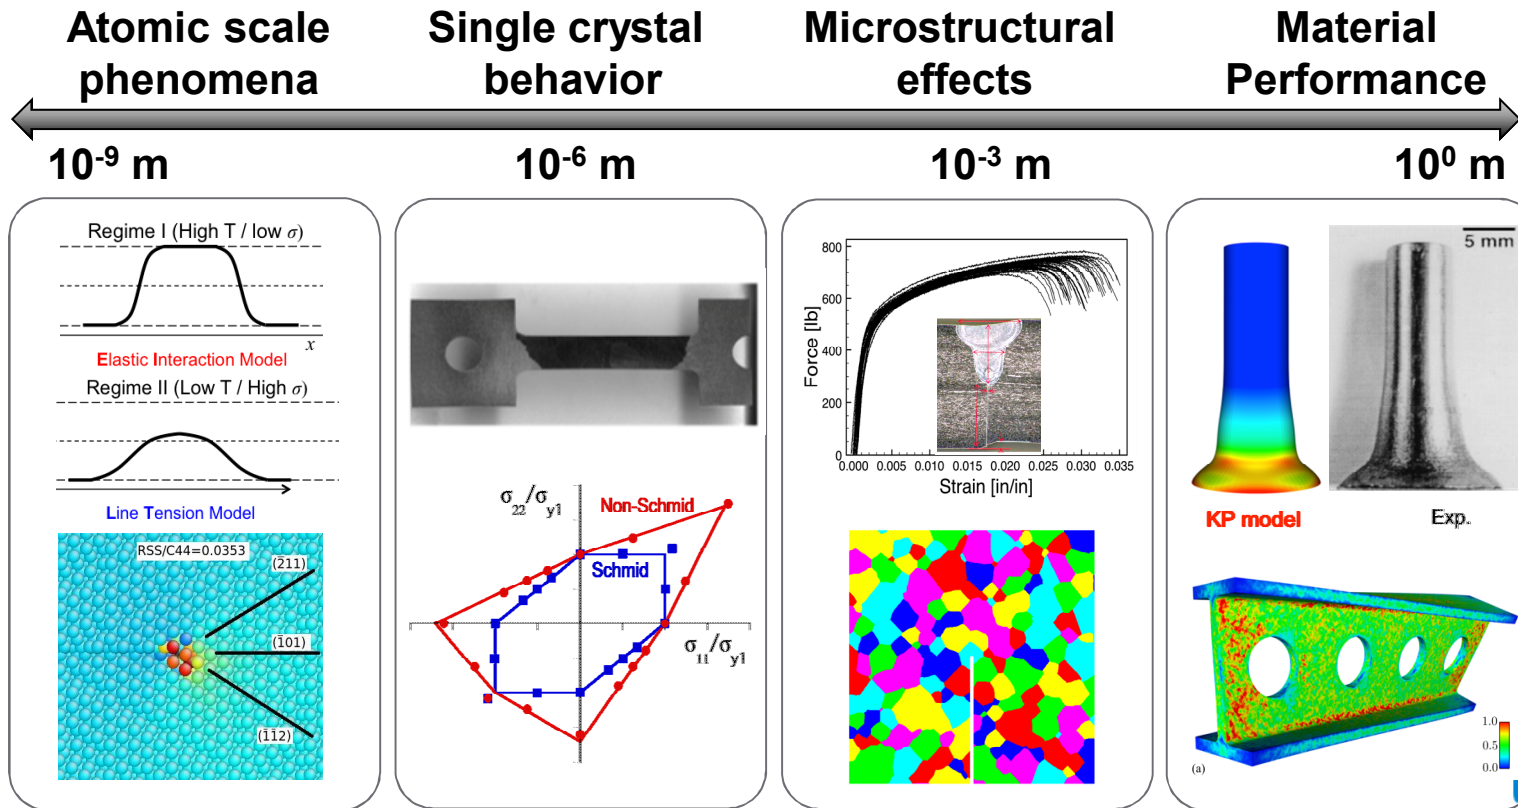 Atomic scale
phenomena
Single crystal
behavior
Microstructural
effects
Material
Performance
10⁻⁹ m
10⁻⁶ m
10⁻³ m
10⁰ m
Regime I (High T / low σ)
x
Elastic Interaction Model
Regime II (Low T / High σ)
Line Tension Model
RSS/C44=0.0353
(2̄11)
(1̄01)
(1̄1̄2)
σ22/σy1
Non-Schmid
Schmid
σ11/σy1
800
600
400
200
0
Force [lb]
0.000 0.005 0.010 0.015 0.020 0.025 0.030 0.035
Strain [in/in]
5 mm
KP model
Exp.
1.0
0.5
0.0
(a)